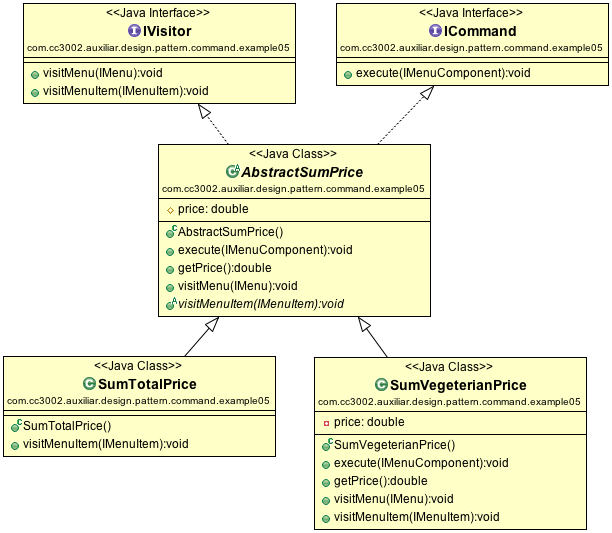 <<Java Interface>>
IVisitor
com.cc3002.auxiliar.design.pattern.command.example05
visitMenu(IMenu):void
visitMenuItem(IMenuItem):void
<<Java Interface>>
ICommand
com.cc3002.auxiliar.design.pattern.command.example05
execute(IMenuComponent):void
<<Java Class>>
AbstractSumPrice
com.cc3002.auxiliar.design.pattern.command.example05
price: double
AbstractSumPrice()
execute(IMenuComponent):void
getPrice():double
visitMenu(IMenu):void
visitMenuItem(IMenuItem):void
<<Java Class>>
SumTotalPrice
com.cc3002.auxiliar.design.pattern.command.example05
SumTotalPrice()
visitMenuItem(IMenuItem):void
<<Java Class>>
SumVegeterianPrice
com.cc3002.auxiliar.design.pattern.command.example05
price: double
SumVegeterianPrice()
execute(IMenuComponent):void
getPrice():double
visitMenu(IMenu):void
visitMenuItem(IMenuItem):void